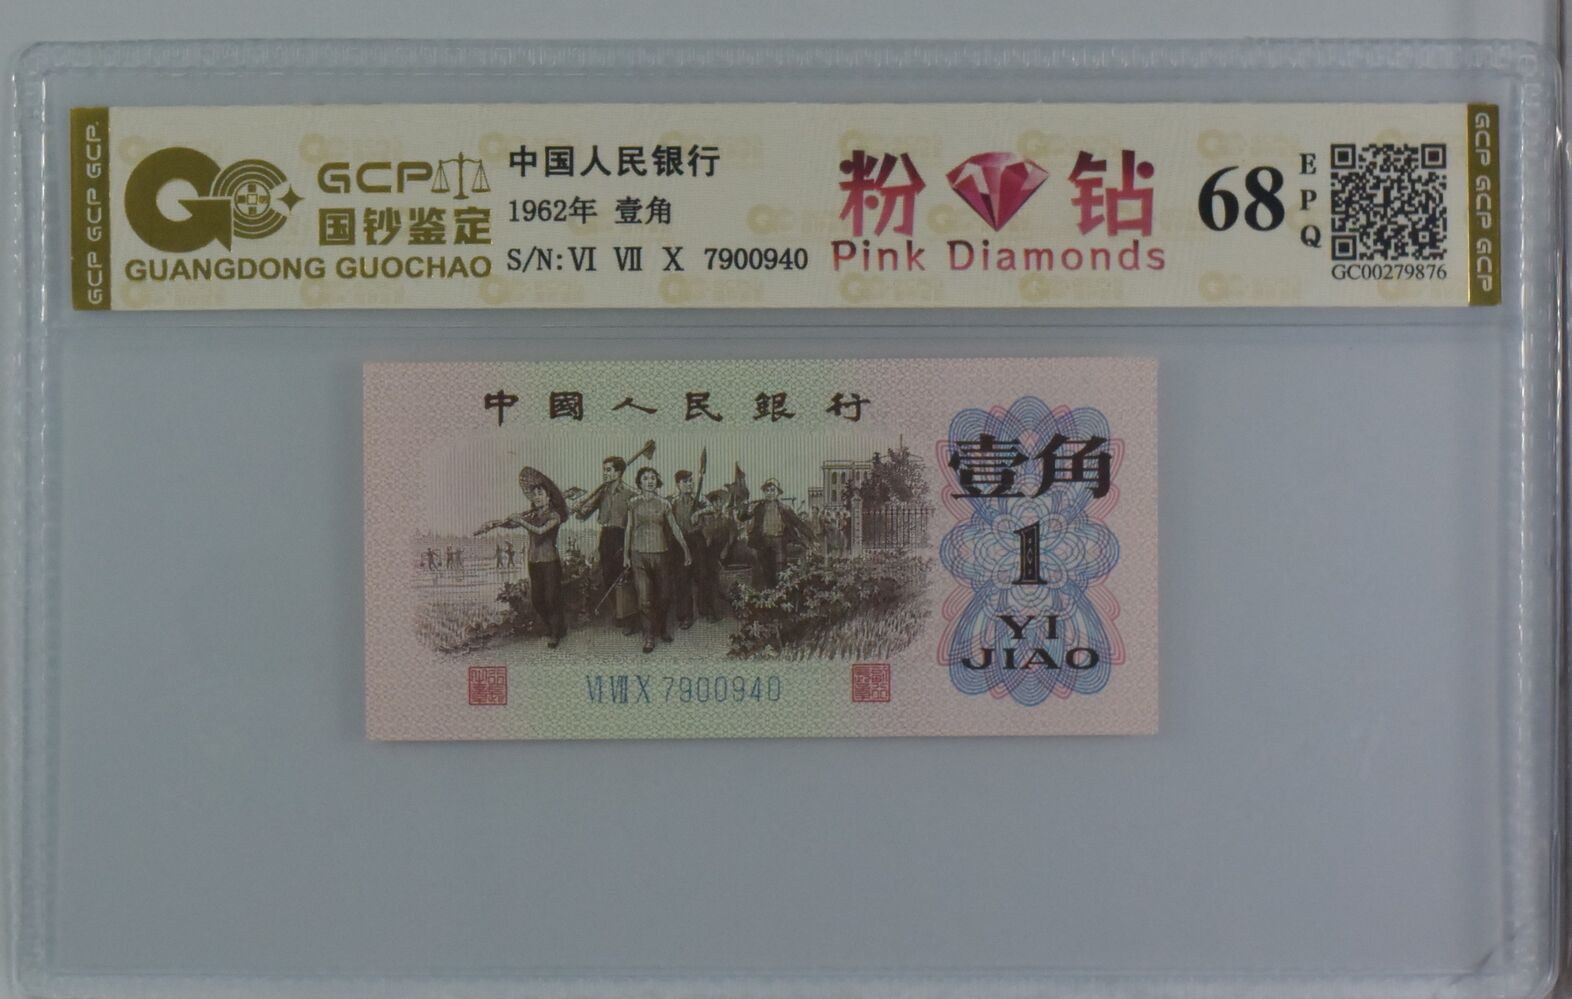 GCP GCP GCP
GCP
国钞鉴定
GUANGDONG GUOCHAO
中国人民银行
1962年 壹角
S/N: VI VII X 7900940
粉 钻
Pink Diamonds
68
EPQ
GC00279876
GCP GCP GCP
中國人民銀行
壹角
1
YI
JIAO
VI VII X 7900940